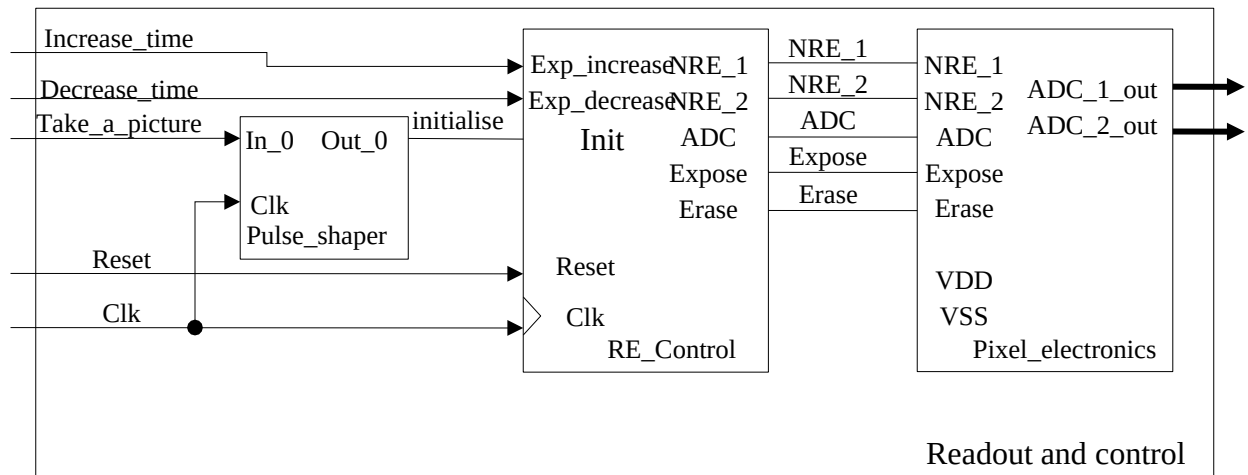 Increase_time
Decrease_time
Take_a_picture
In_0 Out_0
Clk
Pulse_shaper
initialise
Reset
Clk
Exp_increase NRE_1
Exp_decrease NRE_2
Init ADC
Expose
Erase
Reset
Clk
RE_Control
NRE_1
NRE_2
ADC
Expose
Erase
NRE_1
NRE_2
ADC
Expose
Erase
ADC_1_out
ADC_2_out
VDD
VSS
Pixel_electronics
Readout and control